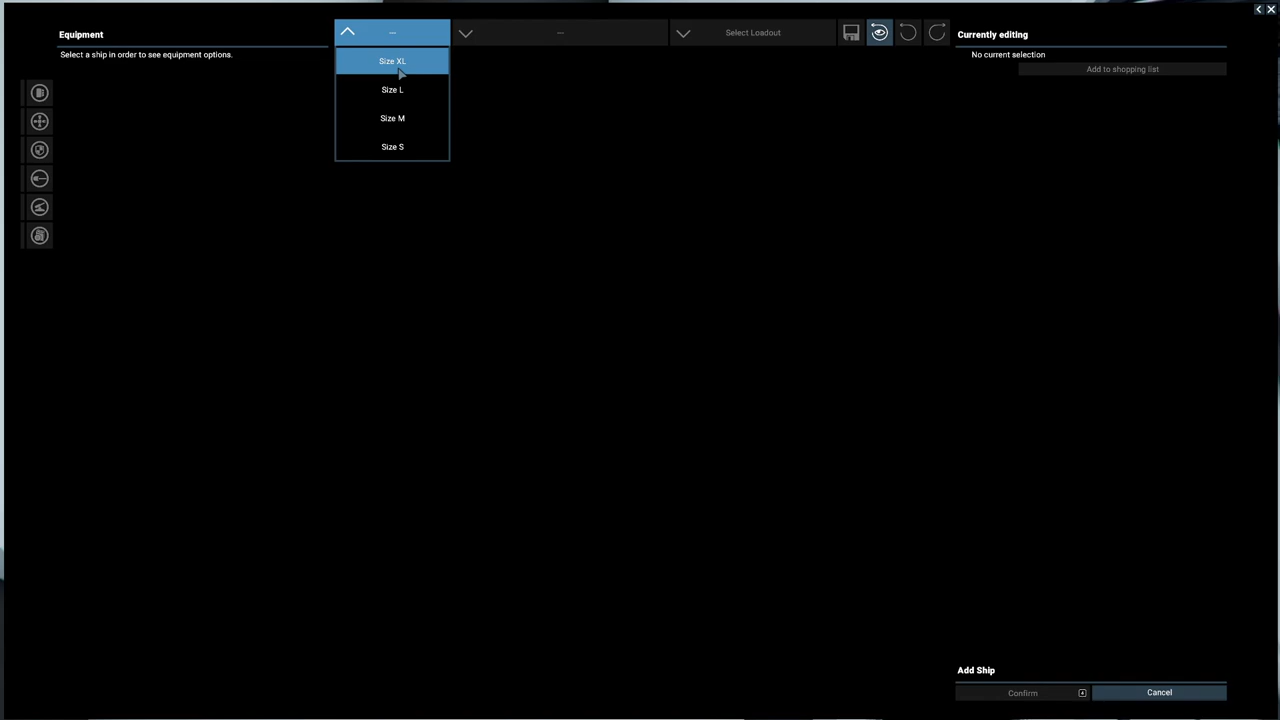 Equipment
Select a ship in order to see equipment options.
---
Size XL
Size L
Size M
Size S
---
Select Loadout
Currently editing
No current selection
Add to shopping list
Add Ship
Confirm
Cancel